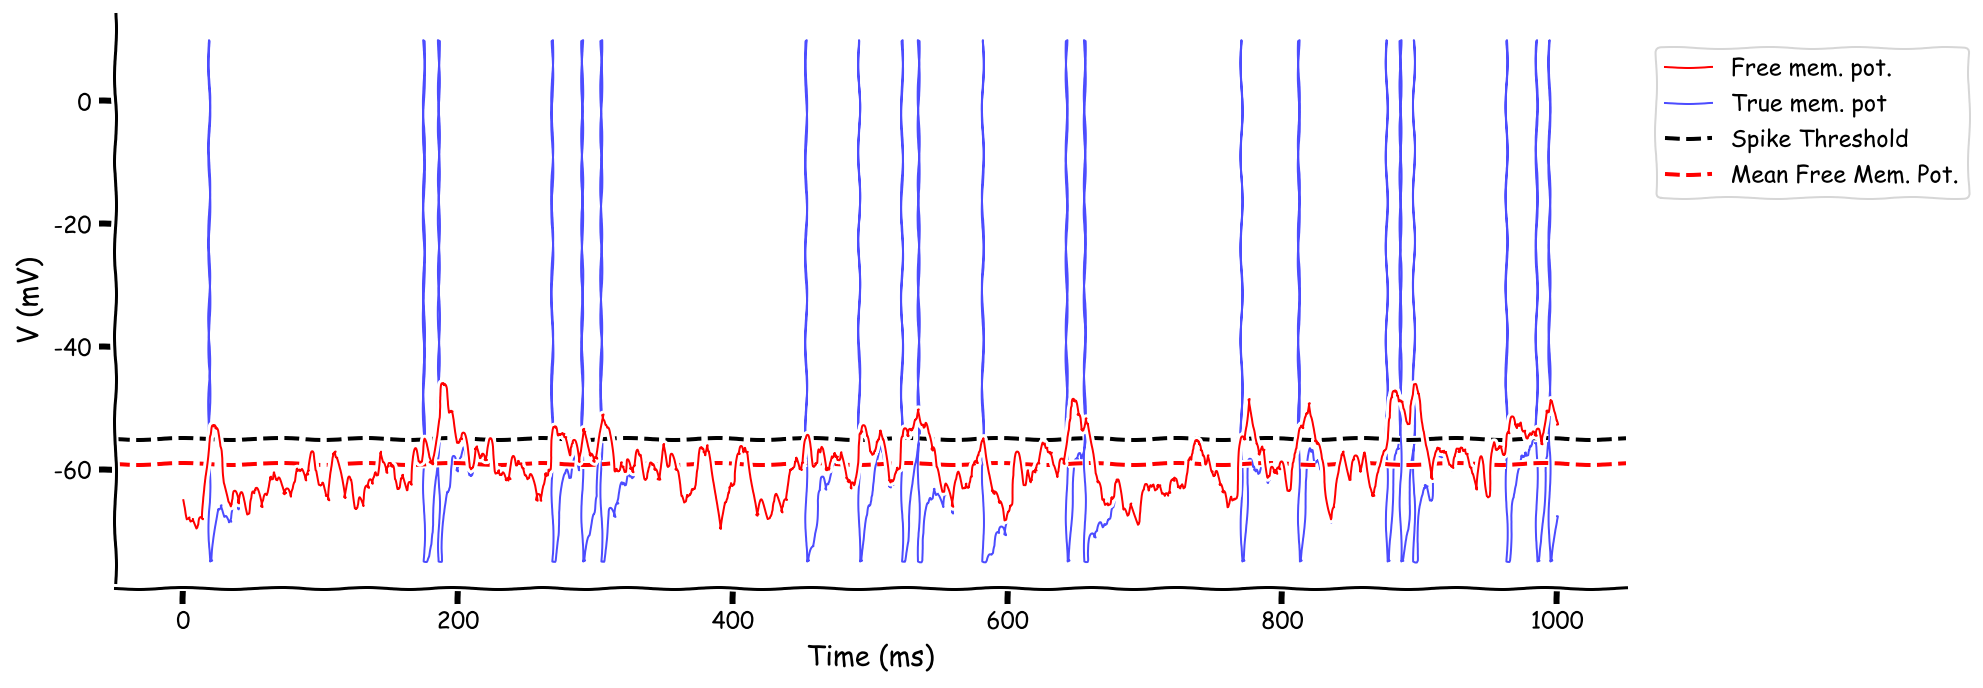 0
-20
-40
-60
V (mV)
0
200
400
600
800
1000
Time (ms)
Free mem. pot.
True mem. pot
Spike Threshold
Mean Free Mem. Pot.